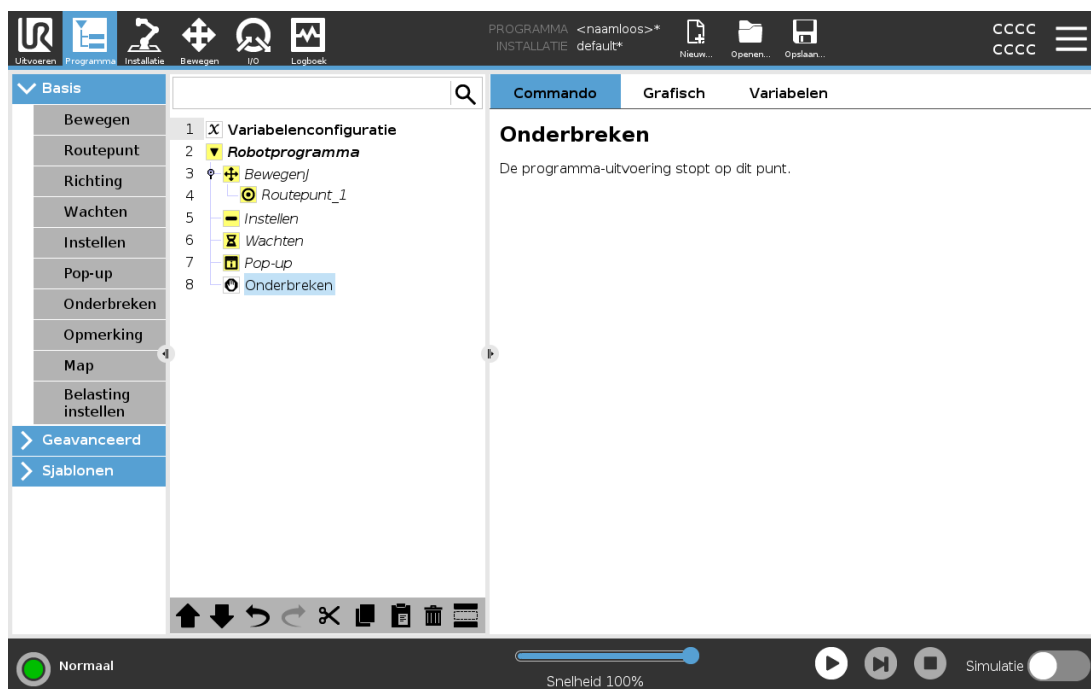 UR
Uitvoeren
Programma
Installatie
Bewegen
I/O
Logboek
PROGRAMMA <naamloos>*
INSTALLATIE default*
Nieuw...
Openen...
Opslaan...
CCCC
CCCC
Basis
Bewegen
Routepunt
Richting
Wachten
Instellen
Pop-up
Onderbreken
Opmerking
Map
Belasting
instellen
Geavanceerd
Sjablonen
1 X Variabelenconfiguratie
2 Robotprogramma
3 BewegenJ
4 Routepunt_1
5 Instellen
6 Wachten
7 Pop-up
8 Onderbreken
Commando Grafisch Variabelen
Onderbreken
De programma-uitvoering stopt op dit punt.
Normaal
Snelheid 100%
Simulatie